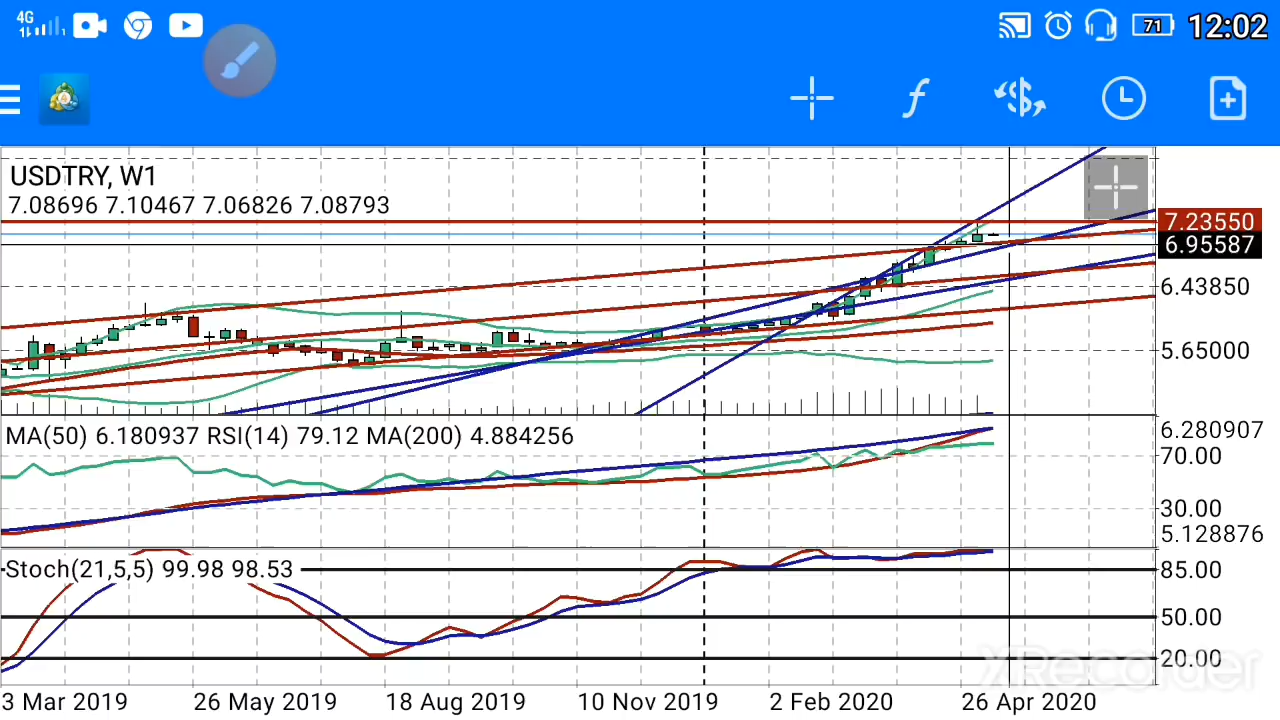 4G 71 12:02
f $
USDTRY, W1
7.08696 7.10467 7.06826 7.08793
7.23550
6.95587
6.43850
5.65000
MA(50) 6.180937 RSI(14) 79.12 MA(200) 4.884256
6.280907
70.00
30.00
5.128876
Stoch(21,5,5) 99.98 98.53
85.00
50.00
20.00
XRecorder
3 Mar 2019 26 May 2019 18 Aug 2019 10 Nov 2019 2 Feb 2020 26 Apr 2020